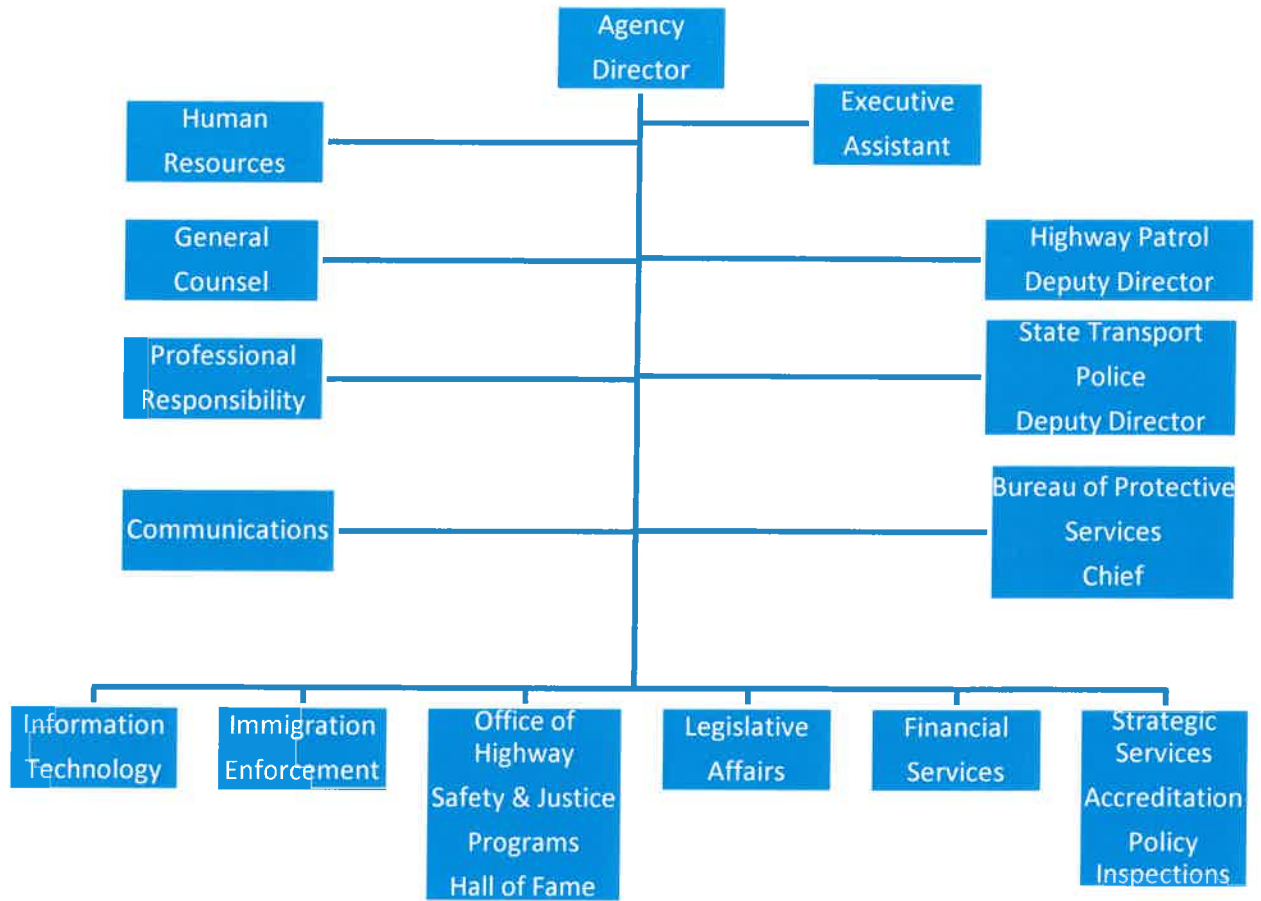 Agency
Director
Executive
Assistant
Human
Resources
General
Counsel
Highway Patrol
Deputy Director
Professional
Responsibility
State Transport
Police
Deputy Director
Communications
Bureau of Protective
Services
Chief
Information
Technology
Immigration
Enforcement
Office of
Highway
Safety & Justice
Programs
Hall of Fame
Legislative
Affairs
Financial
Services
Strategic
Services
Accreditation
Policy
Inspections